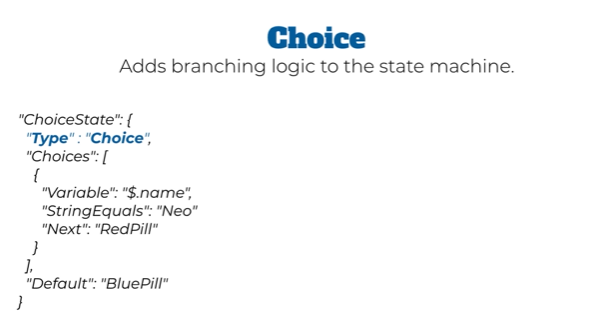 Choice
Adds branching logic to the state machine.
"ChoiceState": {
"Type" : "Choice",
"Choices": [
{
"Variable": "$.name",
"StringEquals": "Neo"
"Next": "RedPill"
}
],
"Default": "BluePill"
}